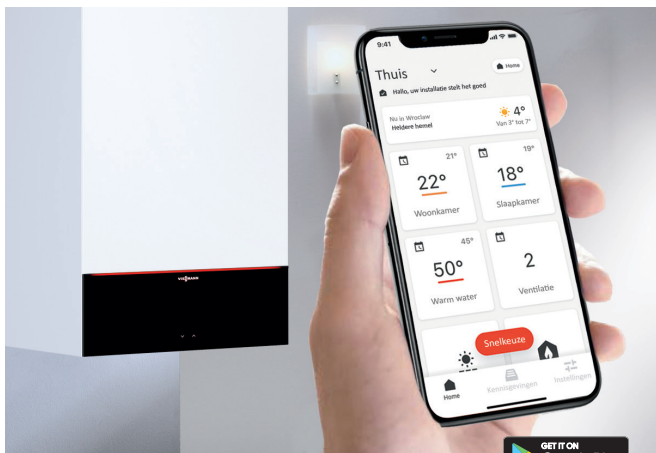 VIESMANN
9:41
Thuis
Home
Hallo, uw installatie stelt het goed
Nu in Wroclaw
Heldere hemel
4°
Van 3° tot 7°
21°
22°
Woonkamer
19°
18°
Slaapkamer
45°
50°
Warm water
2
Ventilatie
Snelkeuze
Home
Kennisgevingen
Instellingen
GET IT ON